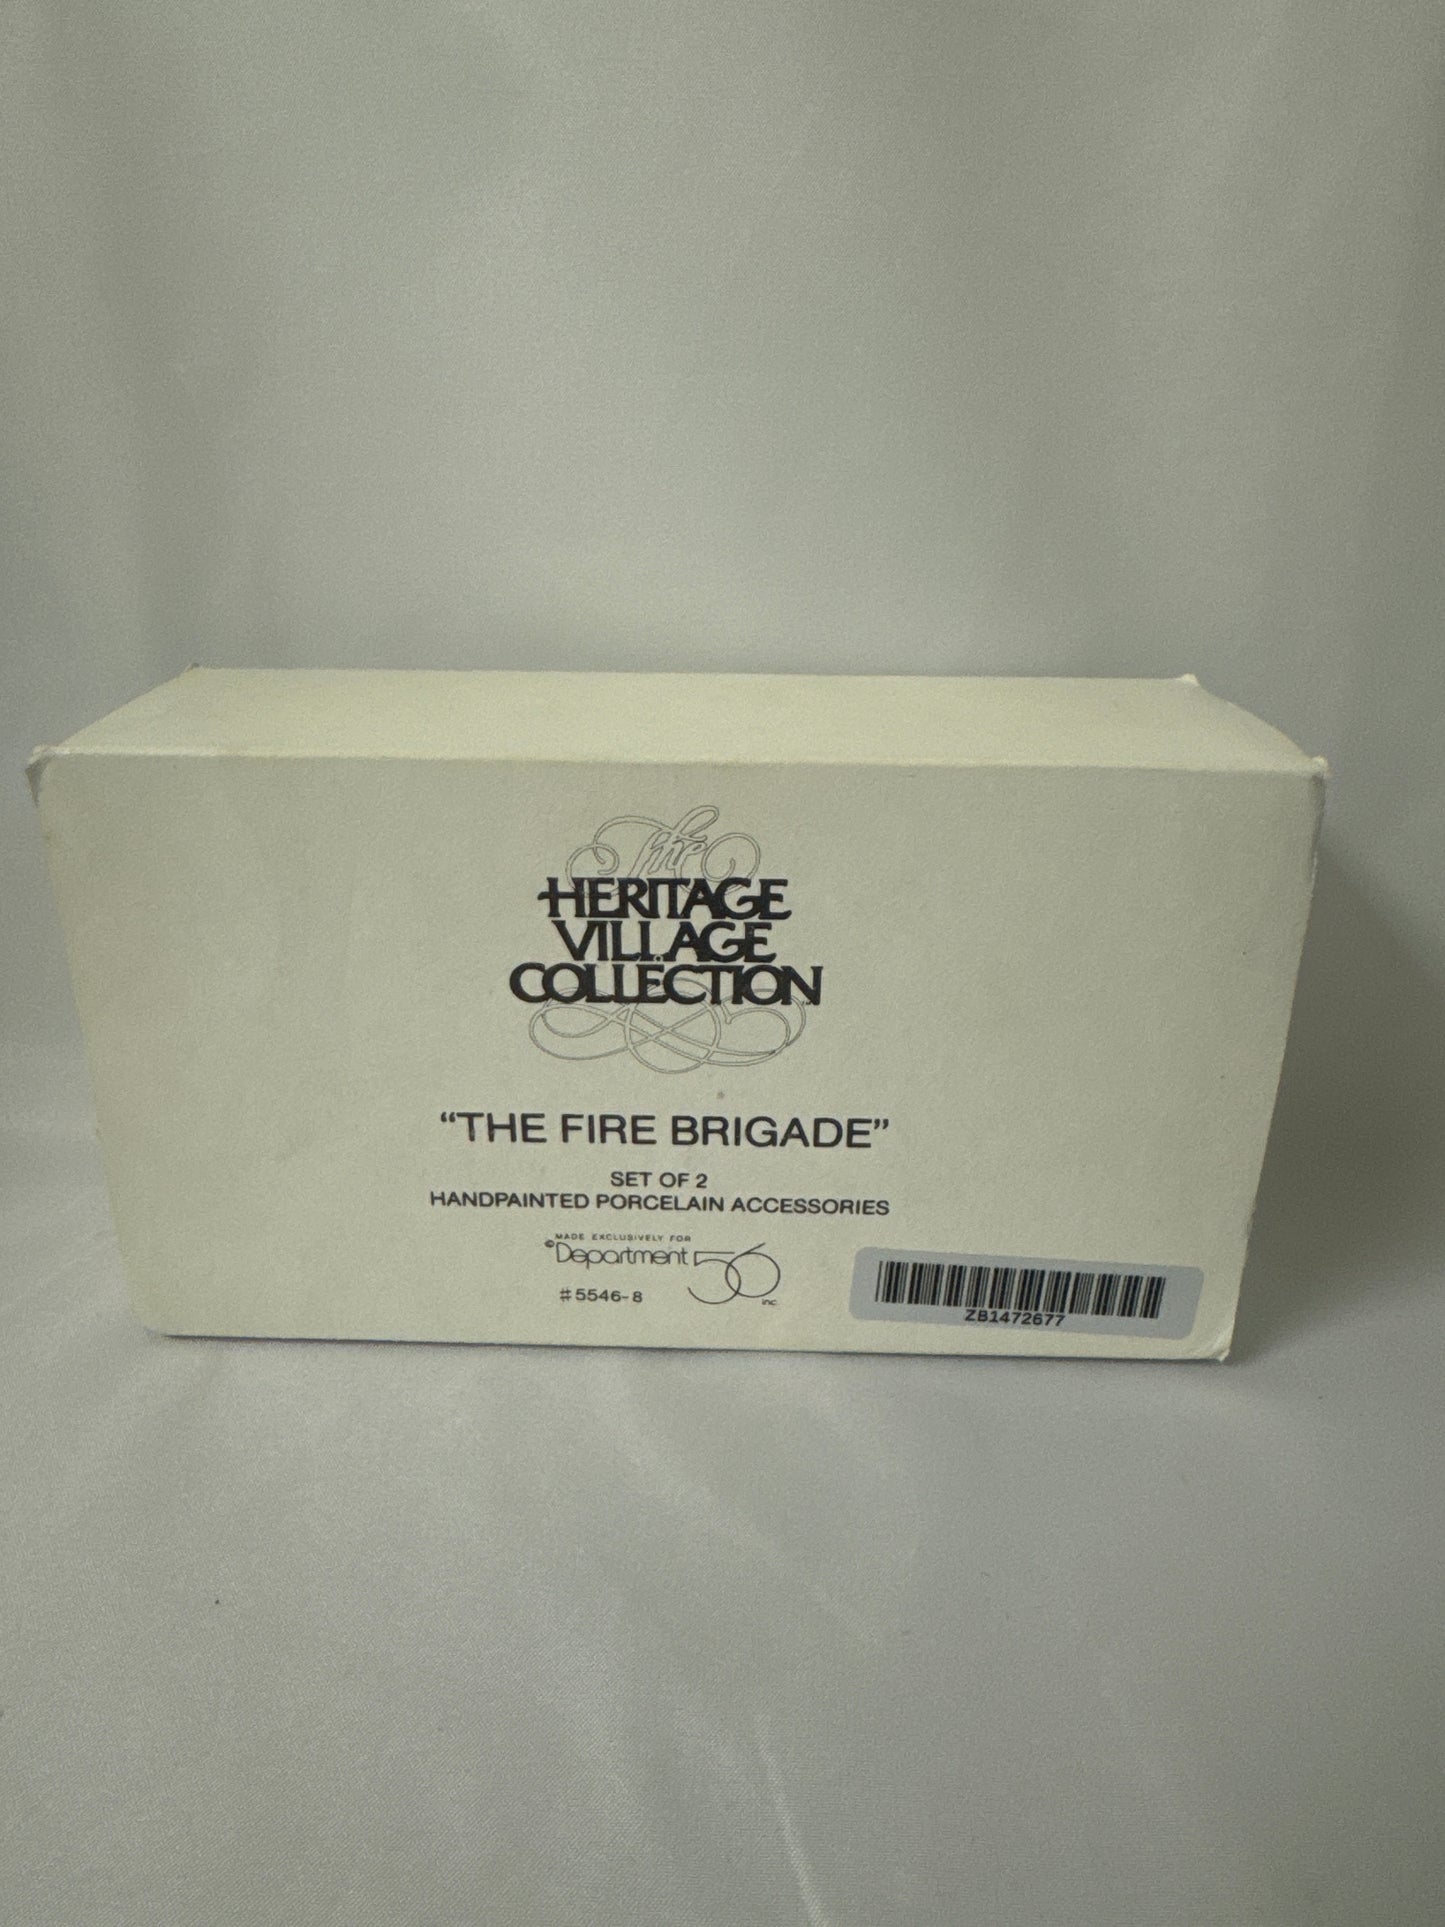 The
HERITAGE
VILLAGE
COLLECTION
"THE FIRE BRIGADE"
SET OF 2
HANDPAINTED PORCELAIN ACCESSORIES
MADE EXCLUSIVELY FOR
©Department 56 inc.
#5546-8
ZB1472677